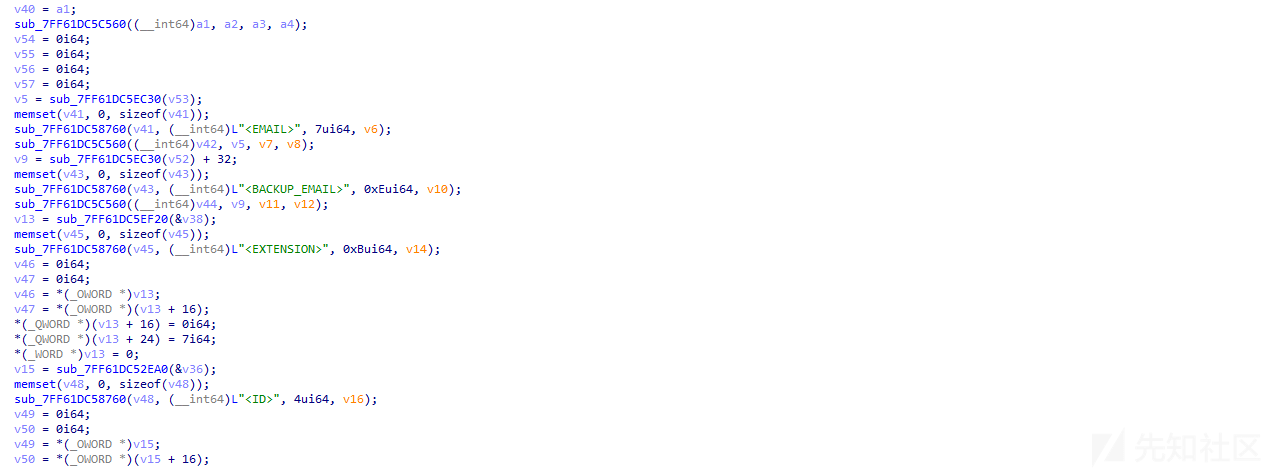 v40 = a1;
sub_7FF61DC5C560((__int64)a1, a2, a3, a4);
v54 = 0i64;
v55 = 0i64;
v56 = 0i64;
v57 = 0i64;
v5 = sub_7FF61DC5EC30(v53);
memset(v41, 0, sizeof(v41));
sub_7FF61DC58760(v41, (__int64)L"<EMAIL>", 7ui64, v6);
sub_7FF61DC5C560((__int64)v42, v5, v7, v8);
v9 = sub_7FF61DC5EC30(v52) + 32;
memset(v43, 0, sizeof(v43));
sub_7FF61DC58760(v43, (__int64)L"<BACKUP_EMAIL>", 0xEui64, v10);
sub_7FF61DC5C560((__int64)v44, v9, v11, v12);
v13 = sub_7FF61DC5EF20(&v38);
memset(v45, 0, sizeof(v45));
sub_7FF61DC58760(v45, (__int64)L"<EXTENSION>", 0xBui64, v14);
v46 = 0i64;
v47 = 0i64;
v46 = *(_OWORD *)v13;
v47 = *(_OWORD *)(v13 + 16);
*(_QWORD *)(v13 + 16) = 0i64;
*(_QWORD *)(v13 + 24) = 7i64;
*(_WORD *)v13 = 0;
v15 = sub_7FF61DC52EA0(&v36);
memset(v48, 0, sizeof(v48));
sub_7FF61DC58760(v48, (__int64)L"<ID>", 4ui64, v16);
v49 = 0i64;
v50 = 0i64;
v49 = *(_OWORD *)v15;
v50 = *(_OWORD *)(v15 + 16);
先知社区